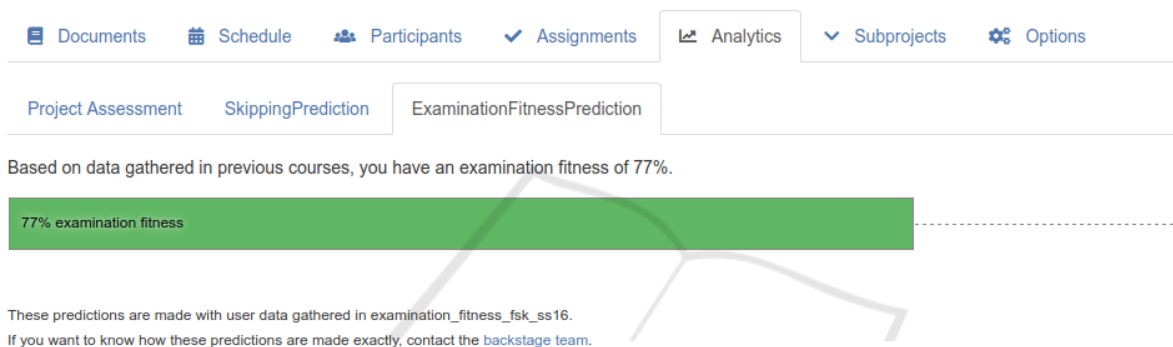 Documents Schedule Participants Assignments Analytics Subprojects Options
Project Assessment SkippingPrediction ExaminationFitnessPrediction
Based on data gathered in previous courses, you have an examination fitness of 77%.
77% examination fitness
These predictions are made with user data gathered in examination_fitness_fsk_ss16.
If you want to know how these predictions are made exactly, contact the backstage team.